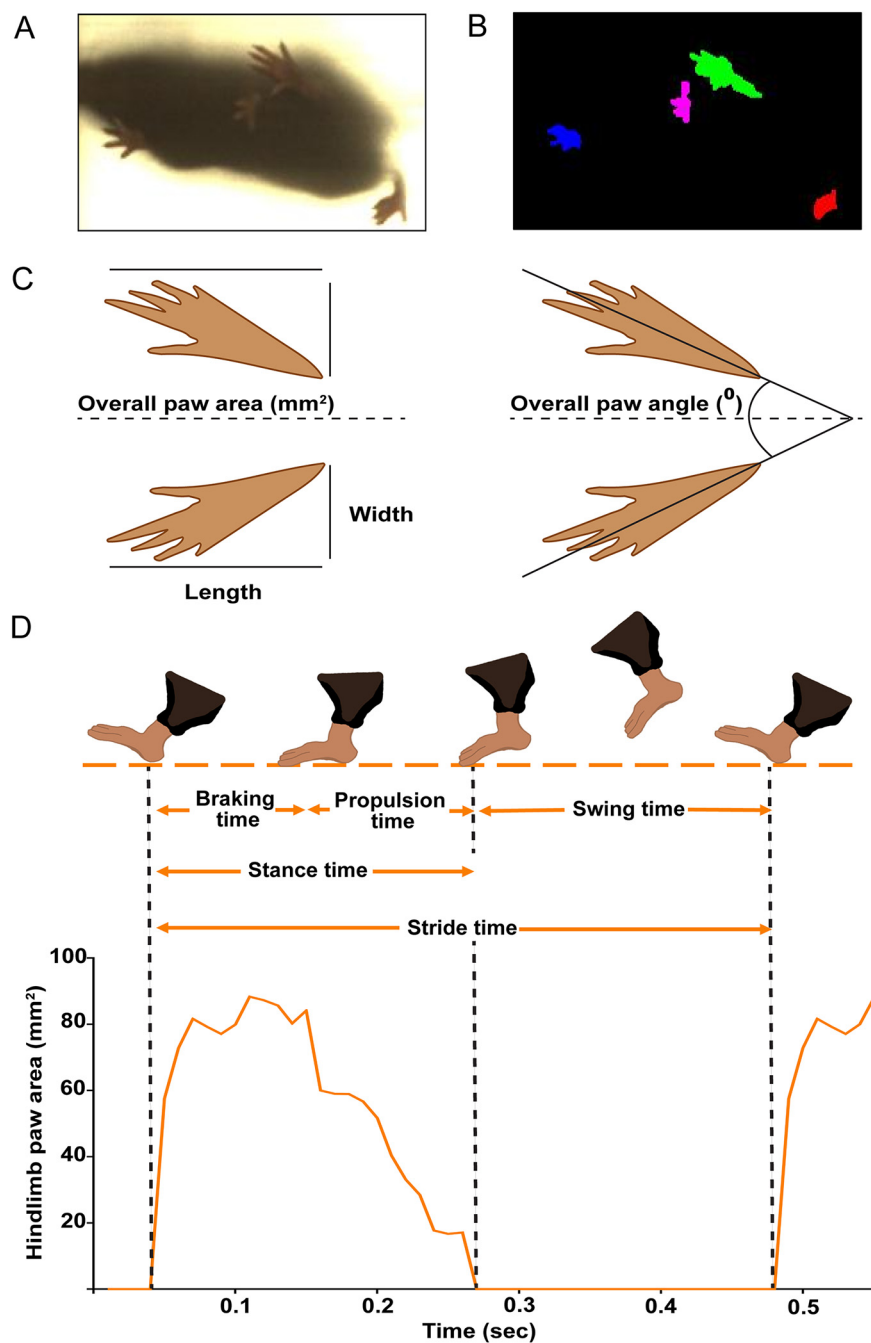 A
B
C
Overall paw area (mm²)
Width
Length
Overall paw angle (⁰)
D
Braking
time
Propulsion
time
Swing time
Stance time
Stride time
Hindlimb paw area (mm²)
100
80
60
40
20
0.1
0.2
0.3
0.4
0.5
Time (sec)